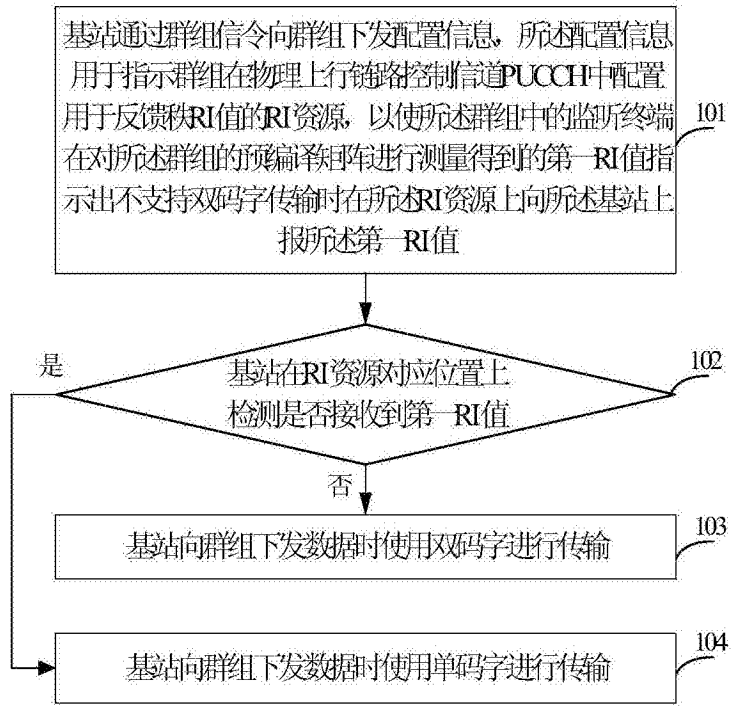 基站通过群组信令向群组下发配置信息，所述配置信息
用于指示群组在物理上行链路控制信道PUCCH中配置
用于反馈秩RI值的RI资源，以使所述群组中的监听终端
在对所述群组的预编译矩阵进行测量得到的第一RI值指
示出不支持双码字传输时在所述RI资源上向所述基站上
报所述第一RI值
101
是
基站在RI资源对应位置上
检测是否接收到第一RI值
102
否
基站向群组下发数据时使用双码字进行传输
103
基站向群组下发数据时使用单码字进行传输
104